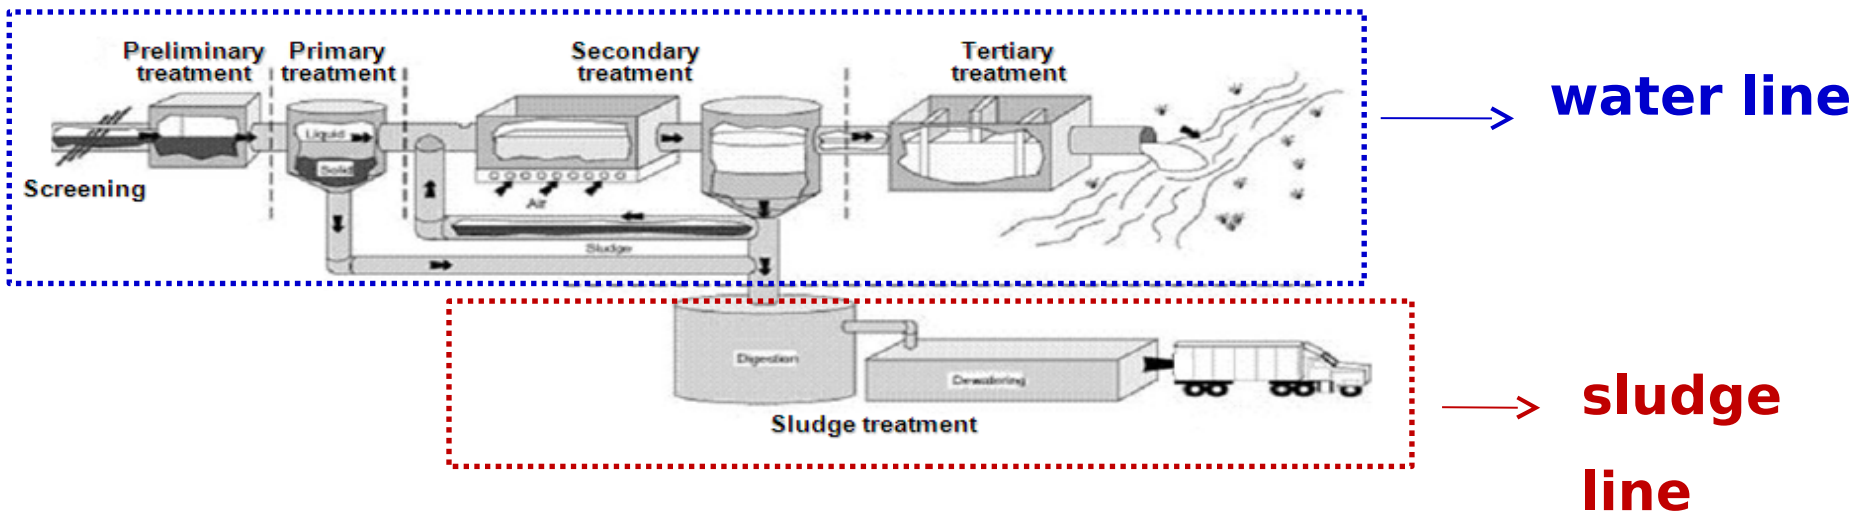 Preliminary treatment
Primary treatment
Secondary treatment
Tertiary treatment
water line
Liquid
Solid
Screening
Air
Sludge
Digestion
Dewatering
Sludge treatment
sludge
line